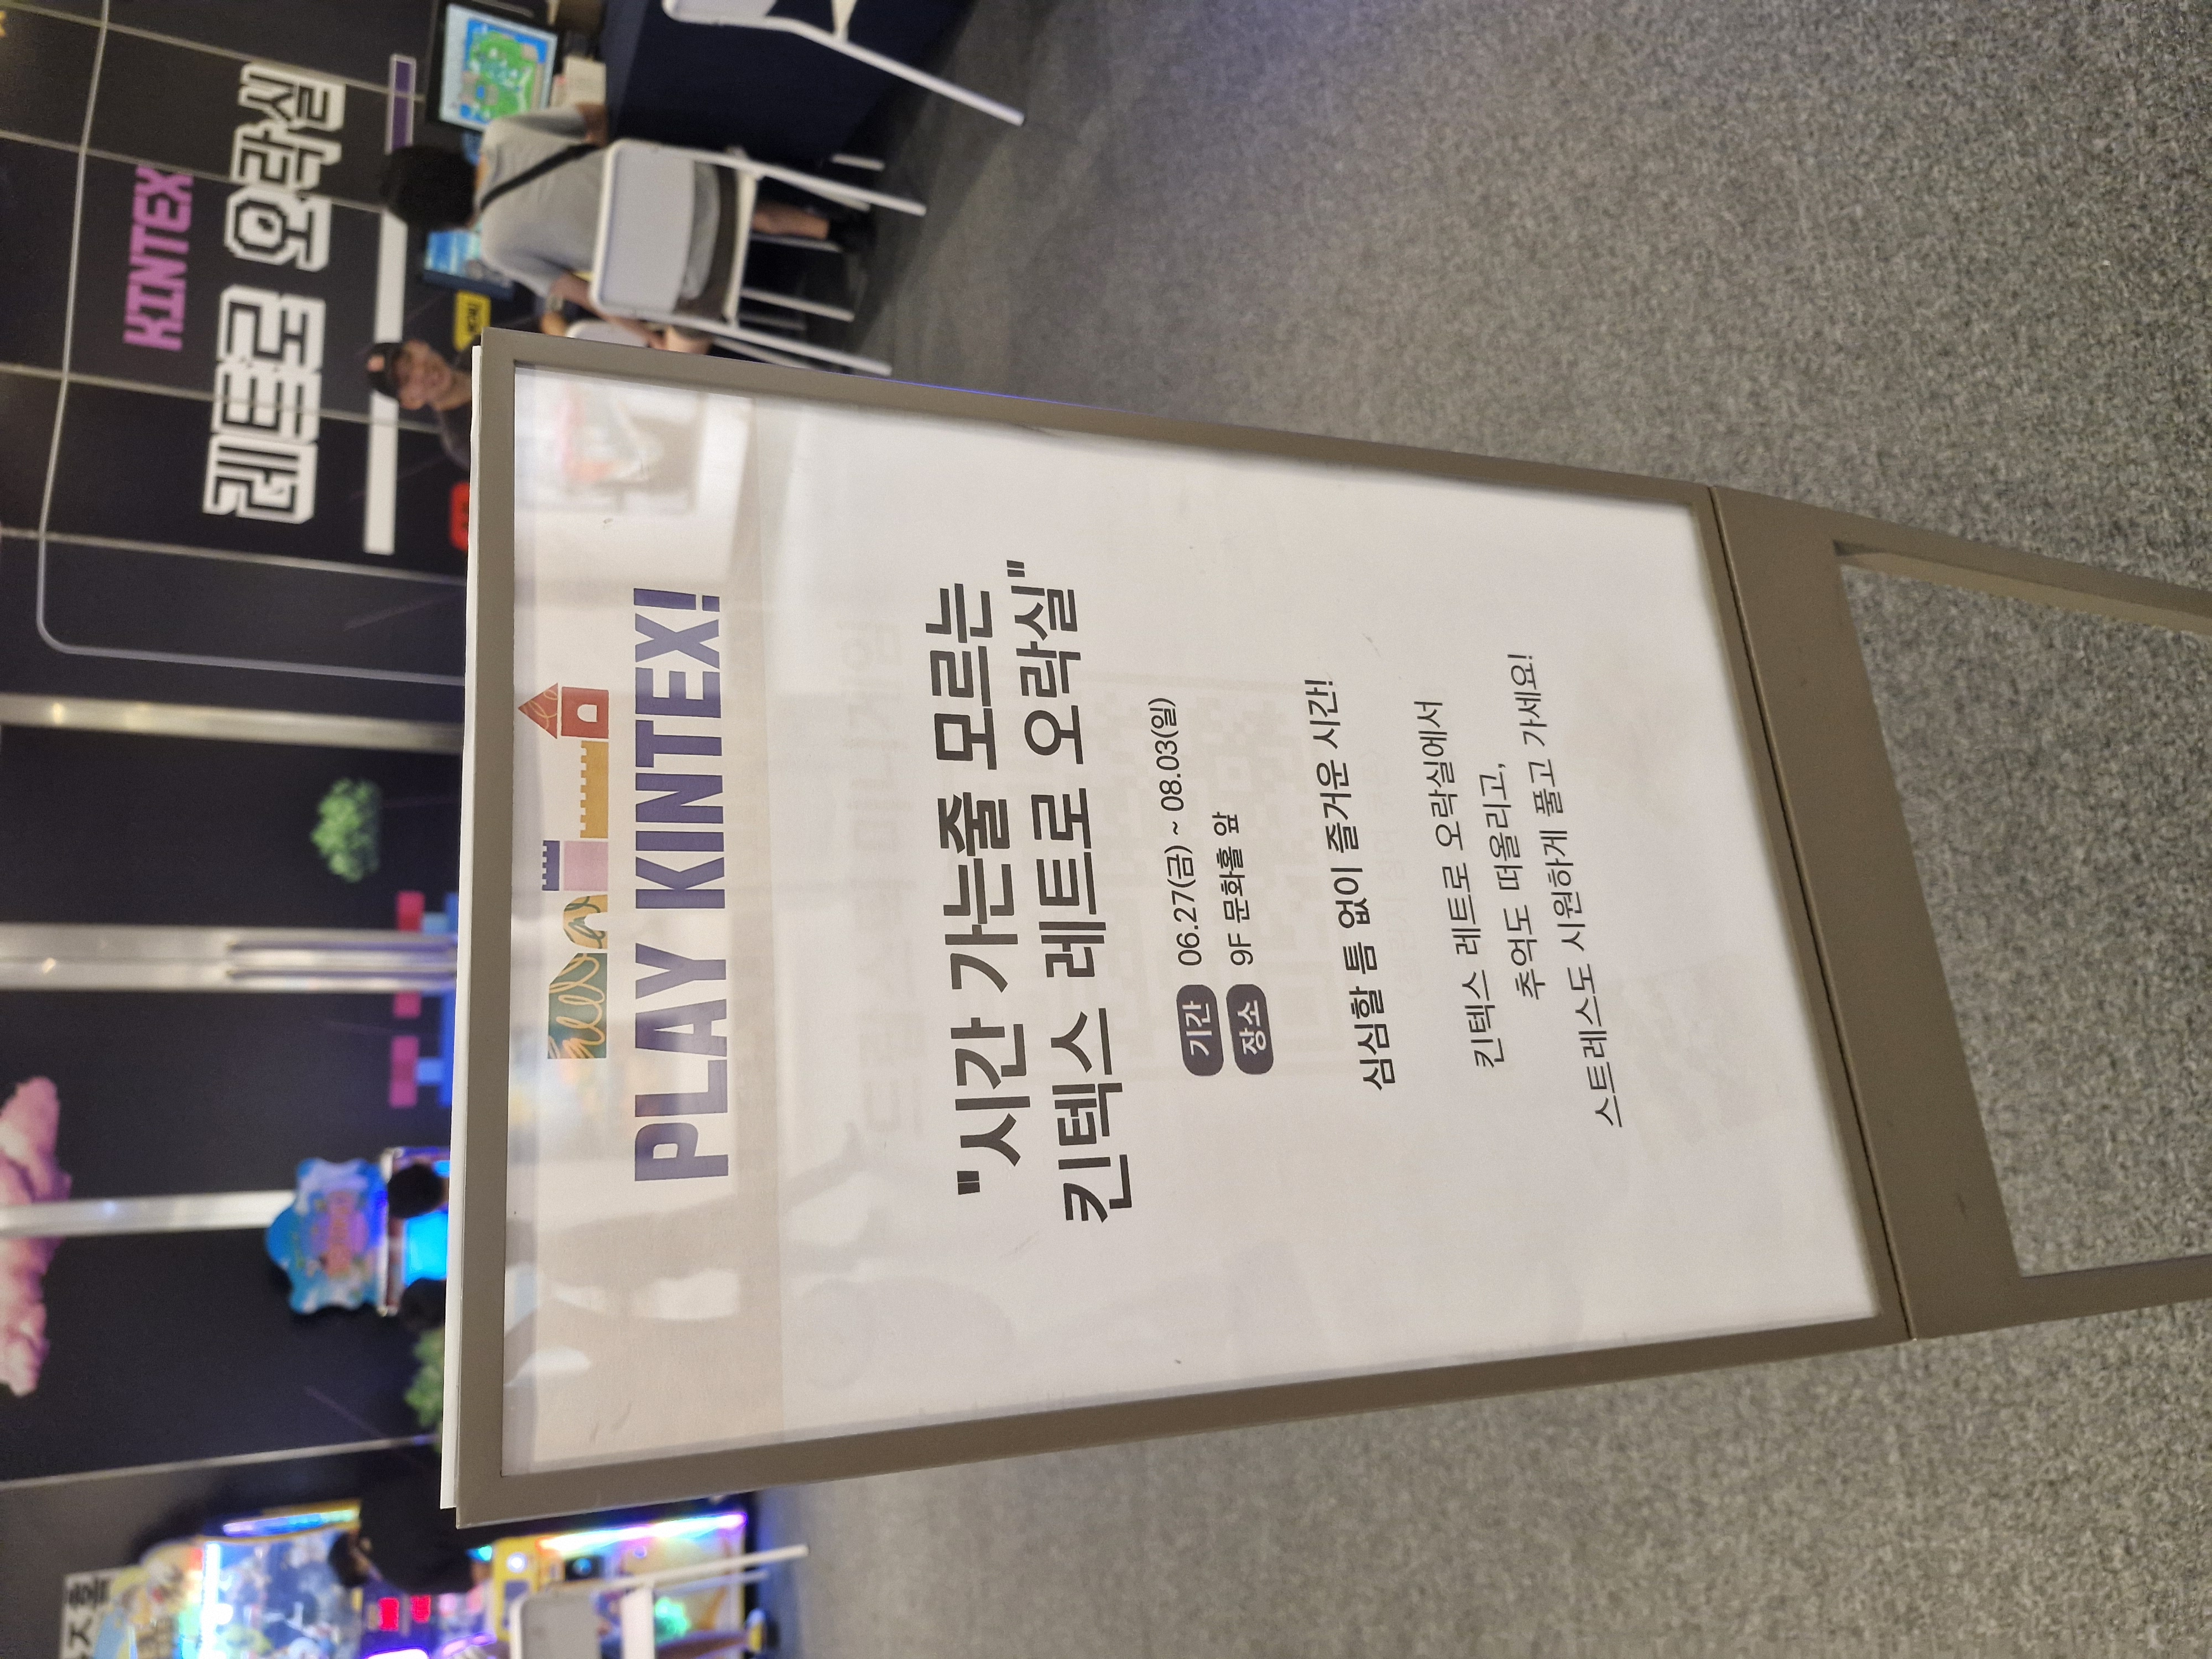 KINTEX
레트로 오락실
PLAY KINTEX!
"시간 가는줄 모르는
킨텍스 레트로 오락실"
기간 06.27(금) ~ 08.03(일)
장소 9F 문화홀 앞
심심할 틈 없이 즐거운 시간!
킨텍스 레트로 오락실에서
추억도 떠올리고,
스트레스도 시원하게 풀고 가세요!